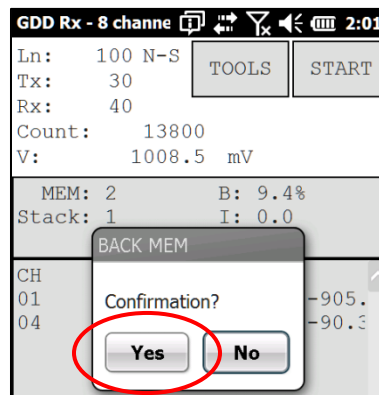 GDD Rx - 8 channe 2:01
Ln: 100 N-S
TOOLS START
Tx: 30
Rx: 40
Count: 13800
V: 1008.5 mV
MEM: 2 B: 9.4%
Stack: 1 I: 0.0
BACK MEM
CH
Confirmation?
01 -905.
04 -90.3
Yes No